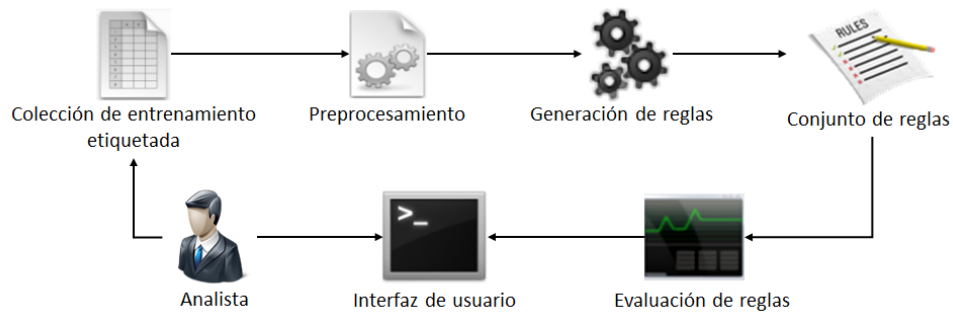 RULES
Colección de entrenamiento
etiquetada
Preprocesamiento
Generación de reglas
Conjunto de reglas
>_
Analista
Interfaz de usuario
Evaluación de reglas